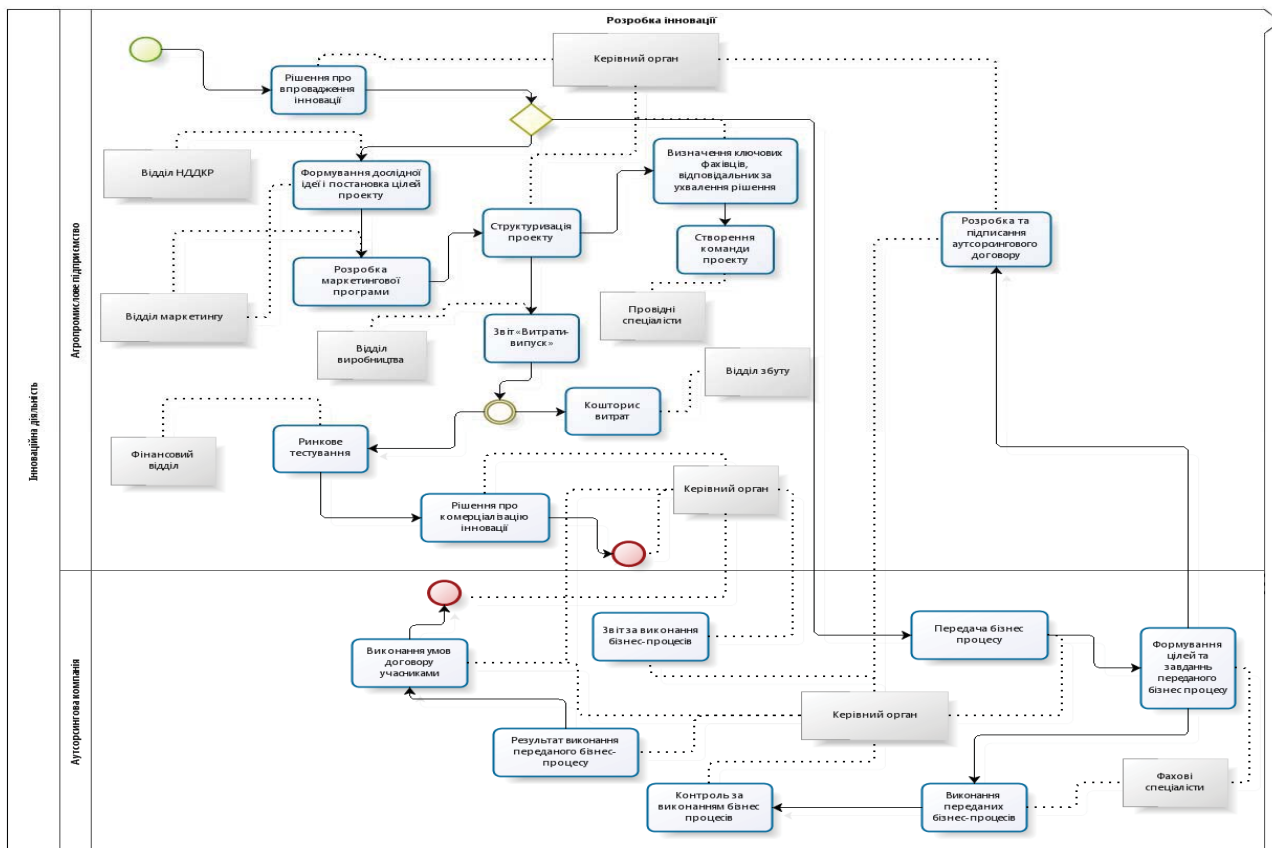 Розробка інновації
Керівний орган
Рішення про
впровадження
інновації
Відділ НДДКР
Формування дослідної
ідеї і постановка цілей
проекту
Визначення ключових
фахівців,
відповідальних за
ухвалення рішення
Структуривація
проекту
Створення
команди
проекту
Розробка та
підписання
аутсорсингового
договору
Розробка
маркетингової
програми
Відділ маркетингу
Провідні
спеціалісти
Відділ
виробництва
Звіт «Витрати-
випуск»
Відділ збуту
Кошторис
витрат
Фінансовий
відділ
Ринкове
тестування
Керівний орган
Рішення про
комерціалізацію
інновації
Агропромислове підприємство
Інноваційна діяльність
Аутсорсингова компанія
Виконання умов
договору
учасниками
Звіт за виконання
бізнес-процесів
Передача бізнес
процесу
Формування
цілей та
завданнь
переданого
бізнес процесу
Керівний орган
Результат виконання
переданого бізнес-
процесу
Контроль за
виконанням бізнес
процесів
Виконання
переданих
бізнес-процесів
Фахові
спеціалісти